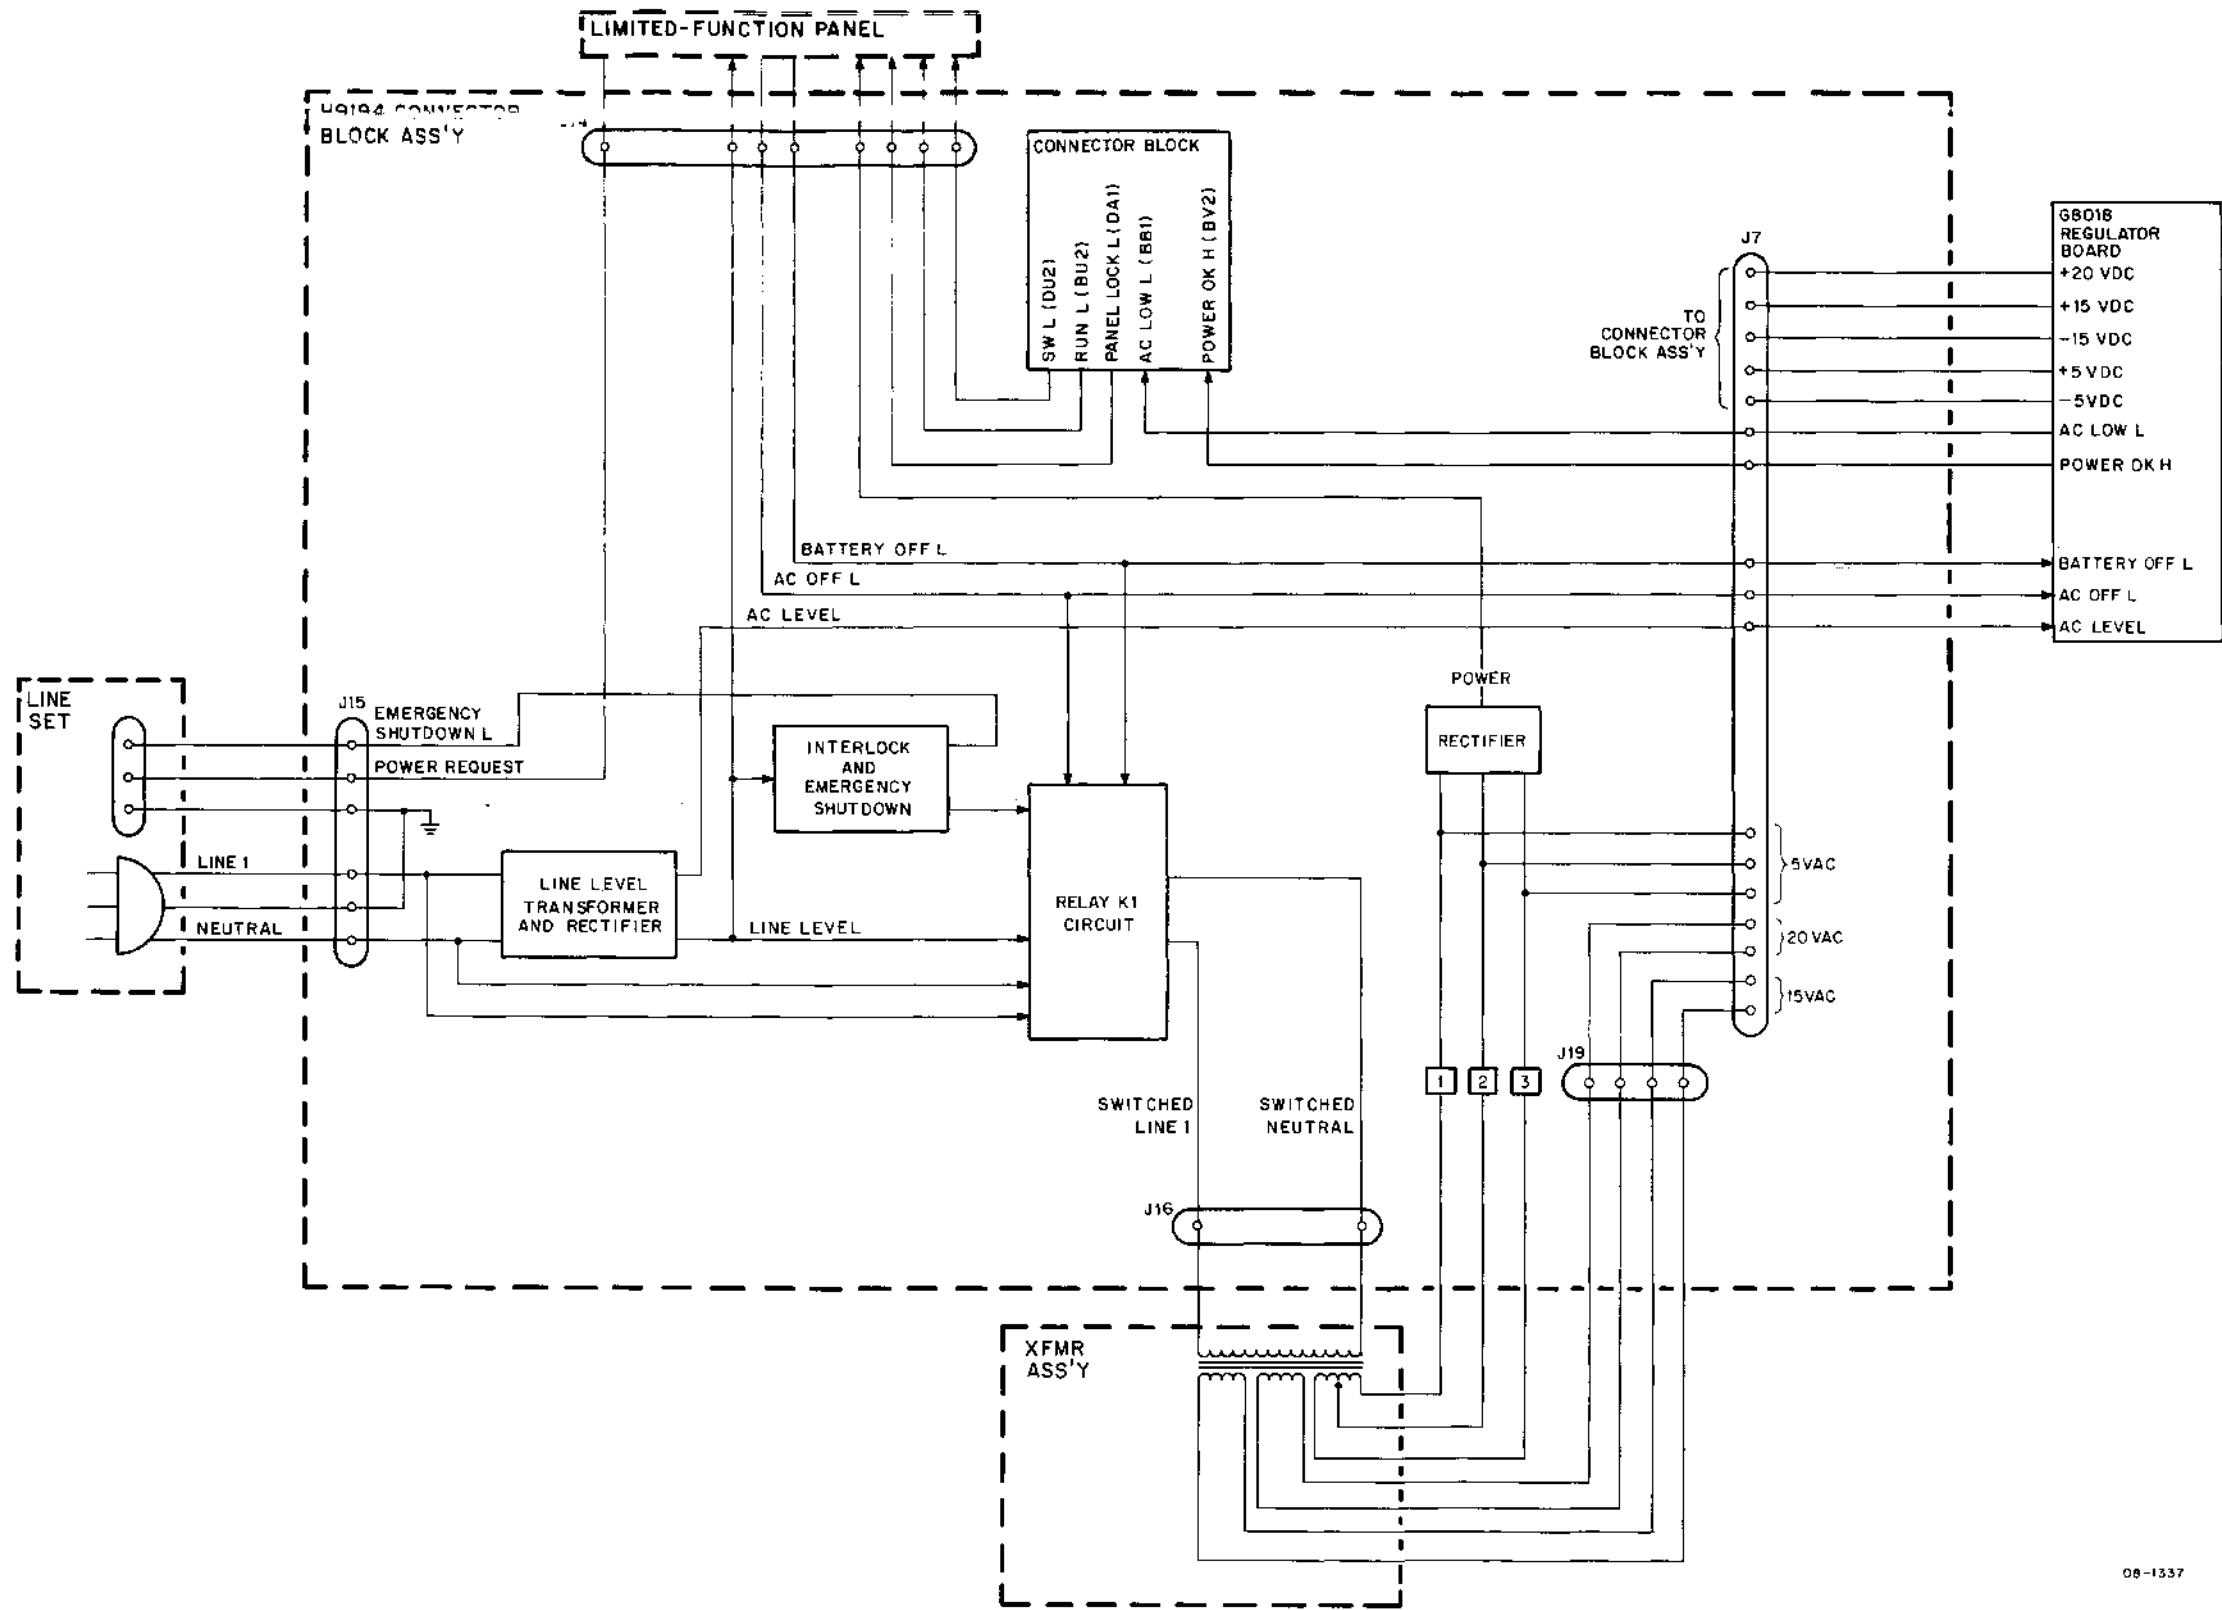 LIMITED-FUNCTION PANEL
H9194 CONNECTOR
BLOCK ASS'Y
CONNECTOR BLOCK
SW L (DU2)
RUN L (BU2)
PANEL LOCK L (DA1)
AC LOW L (BB1)
POWER OK H (BV2)
J7
TO
CONNECTOR
BLOCK ASS'Y
G8018
REGULATOR
BOARD
+20 VDC
+15 VDC
-15 VDC
+5 VDC
-5VDC
AC LOW L
POWER OK H
BATTERY OFF L
AC OFF L
AC LEVEL
BATTERY OFF L
AC OFF L
AC LEVEL
LINE
SET
J15
EMERGENCY
SHUTDOWN L
POWER REQUEST
LINE 1
NEUTRAL
INTERLOCK
AND
EMERGENCY
SHUTDOWN
LINE LEVEL
TRANSFORMER
AND RECTIFIER
LINE LEVEL
RELAY K1
CIRCUIT
POWER
RECTIFIER
5VAC
20 VAC
15VAC
J19
1
2
3
SWITCHED
LINE 1
SWITCHED
NEUTRAL
J16
XFMR
ASS'Y
08-1337